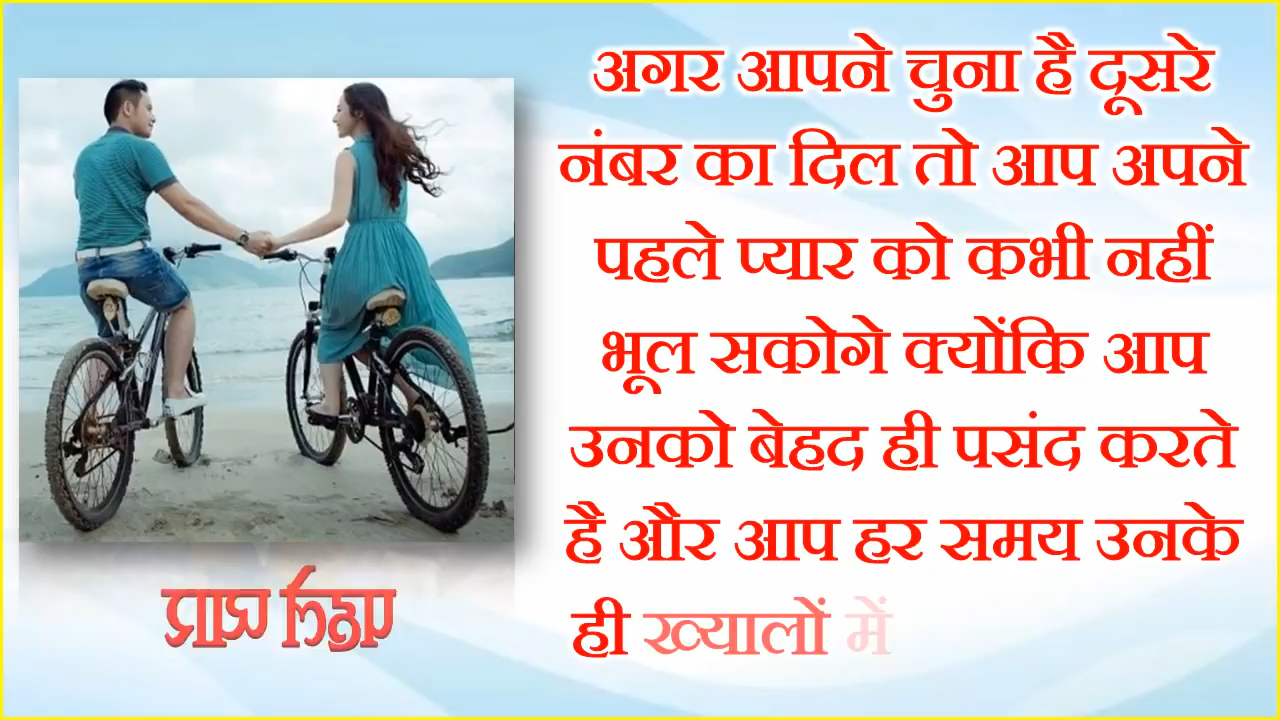 अगर आपने चुना है दूसरे
नंबर का दिल तो आप अपने
पहले प्यार को कभी नहीं
भूल सकोगे क्योंकि आप
उनको बेहद ही पसंद करते
है और आप हर समय उनके
ही ख्यालों में